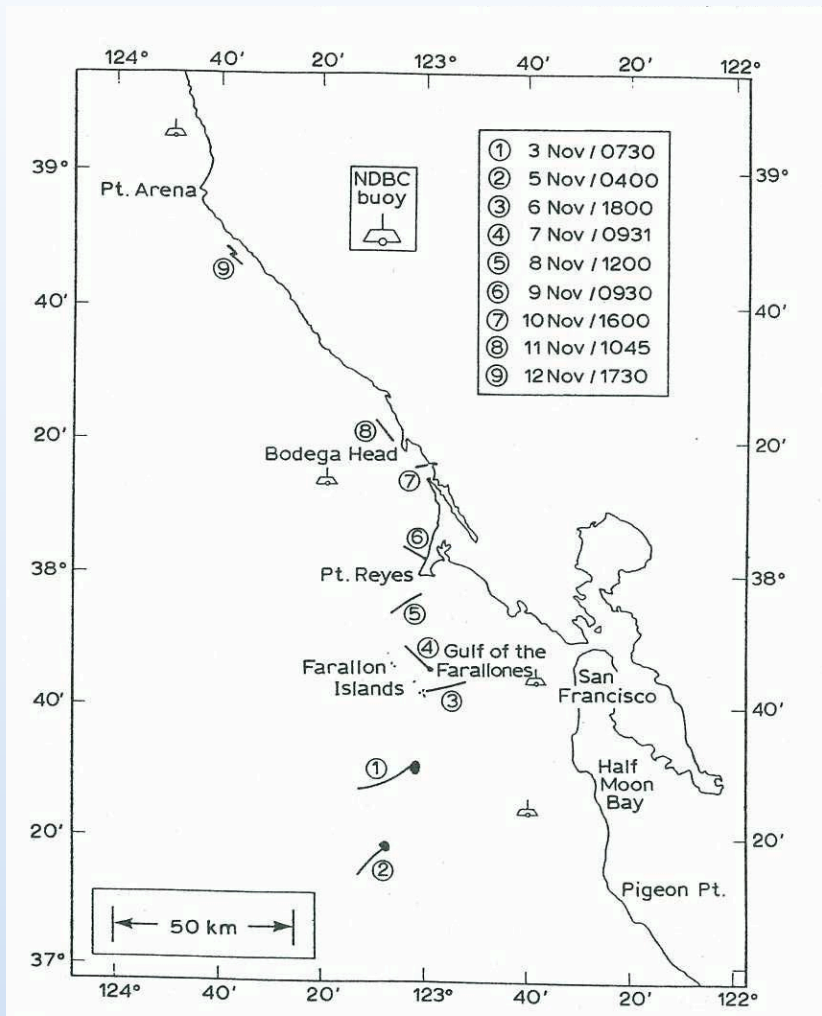 124° 40' 20' 123° 40' 20' 122°
39°
Pt. Arena
NDBC
buoy
① 3 Nov / 0730
② 5 Nov / 0400
③ 6 Nov / 1800
④ 7 Nov / 0931
⑤ 8 Nov / 1200
⑥ 9 Nov / 0930
⑦ 10 Nov / 1600
⑧ 11 Nov / 1045
⑨ 12 Nov / 1730
39°
⑨
40'
40'
⑧
20'
20'
Bodega Head
⑦
⑥
38°
Pt. Reyes
38°
⑤
④
Gulf of the
Farallones
Farallon
Islands
③
San
Francisco
40'
40'
①
Half
Moon
Bay
20'
20'
②
Pigeon Pt.
50 km
37°
124° 40' 20' 123° 40' 20' 122°